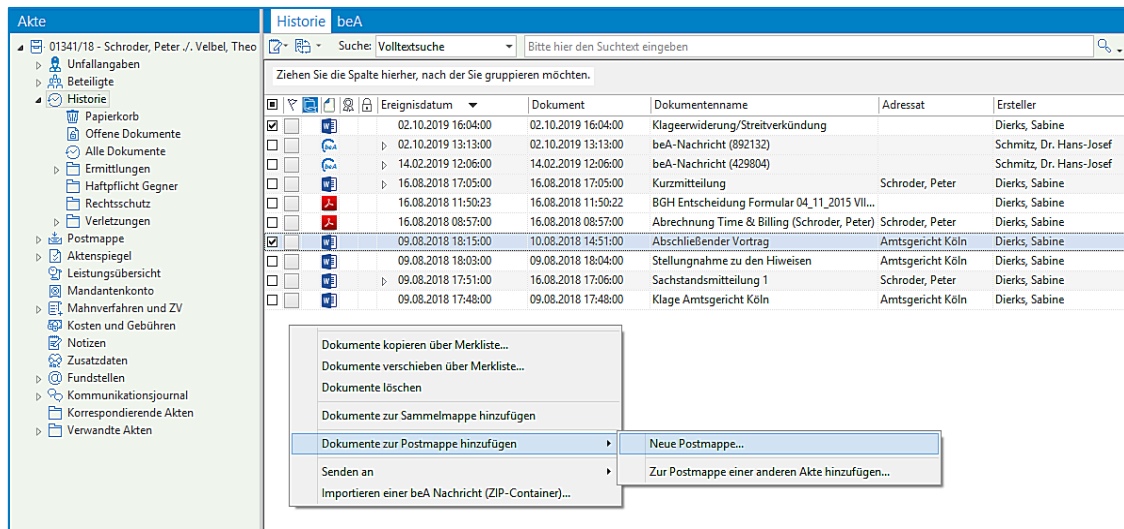 Akte
01341/18 - Schroder, Peter ./. Velbel, Theo
Unfallangaben
Beteiligte
Historie
Papierkorb
Offene Dokumente
Alle Dokumente
Ermittlungen
Haftpflicht Gegner
Rechtsschutz
Verletzungen
Postmappe
Aktenspiegel
Leistungsübersicht
Mandantenkonto
Mahnverfahren und ZV
Kosten und Gebühren
Notizen
Zusatzdaten
Fundstellen
Kommunikationsjournal
Korrespondierende Akten
Verwandte Akten
Historie beA
Suche: Volltextsuche Bitte hier den Suchtext eingeben
Ziehen Sie die Spalte hierher, nach der Sie gruppieren möchten.
Ereignisdatum Dokument Dokumentenname Adressat Ersteller
02.10.2019 16:04:00 02.10.2019 16:04:00 Klageerwiderung/Streitverkündung Dierks, Sabine
beA 02.10.2019 13:13:00 02.10.2019 13:13:00 beA-Nachricht (892132) Schmitz, Dr. Hans-Josef
beA 14.02.2019 12:06:00 14.02.2019 12:06:00 beA-Nachricht (429804) Schmitz, Dr. Hans-Josef
16.08.2018 17:05:00 16.08.2018 17:05:00 Kurzmitteilung Schroder, Peter Dierks, Sabine
16.08.2018 11:50:23 16.08.2018 11:50:22 BGH Entscheidung Formular 04_11_2015 VII... Dierks, Sabine
16.08.2018 08:57:00 16.08.2018 08:57:00 Abrechnung Time & Billing (Schroder, Peter) Schroder, Peter Dierks, Sabine
09.08.2018 18:15:00 10.08.2018 14:51:00 Abschließender Vortrag Amtsgericht Köln Dierks, Sabine
09.08.2018 18:03:00 09.08.2018 18:04:00 Stellungnahme zu den Hiweisen Amtsgericht Köln Dierks, Sabine
09.08.2018 17:51:00 16.08.2018 17:06:00 Sachstandsmitteilung 1 Schroder, Peter Dierks, Sabine
09.08.2018 17:48:00 09.08.2018 17:48:00 Klage Amtsgericht Köln Amtsgericht Köln Dierks, Sabine
Dokumente kopieren über Merkliste...
Dokumente verschieben über Merkliste...
Dokumente löschen
Dokumente zur Sammelmappe hinzufügen
Dokumente zur Postmappe hinzufügen
Neue Postmappe...
Senden an
Zur Postmappe einer anderen Akte hinzufügen...
Importieren einer beA Nachricht (ZIP-Container)...